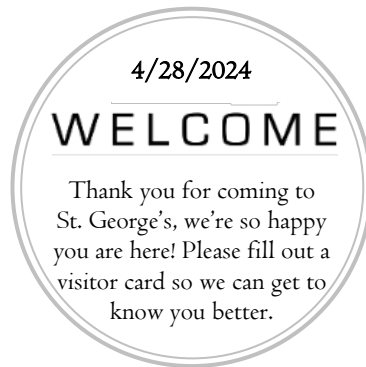 4/28/2024
WELCOME
Thank you for coming to
St. George’s, we’re so happy
you are here! Please fill out a
visitor card so we can get to
know you better.